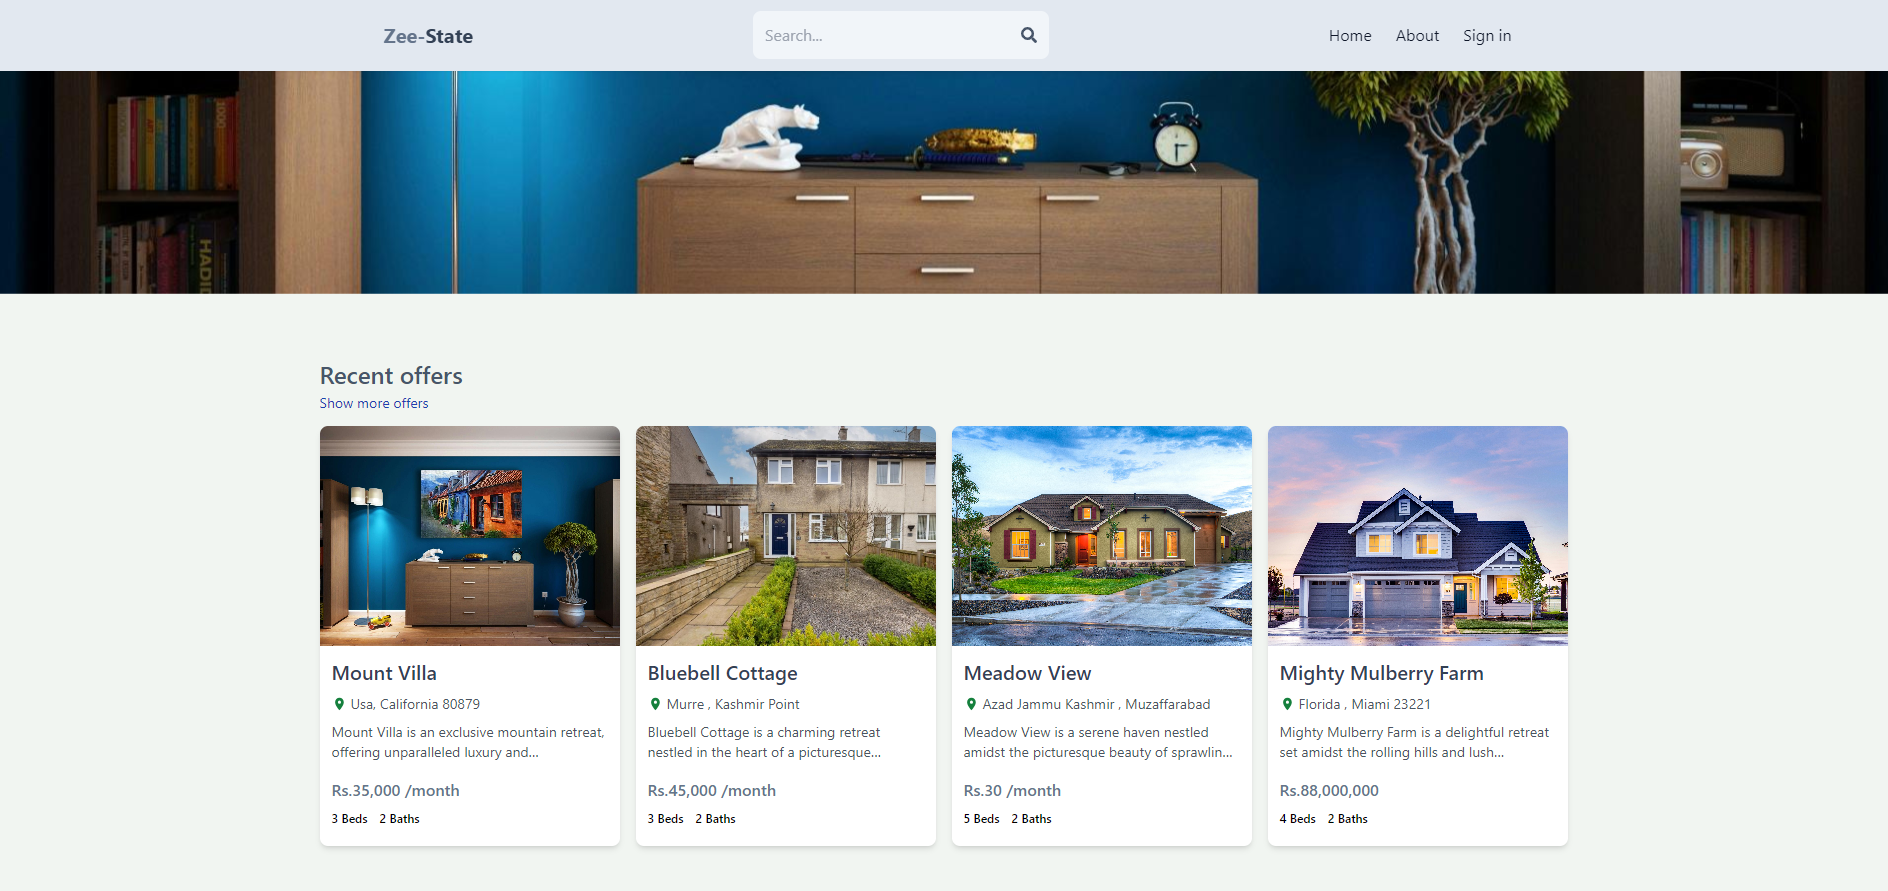 Zee-State
Search...
Home
About
Sign in
HADID
Recent offers
Show more offers
Mount Villa
Usa, California 80879
Mount Villa is an exclusive mountain retreat,
offering unparalleled luxury and...
Rs.35,000 /month
3 Beds 2 Baths
Bluebell Cottage
Murre , Kashmir Point
Bluebell Cottage is a charming retreat
nestled in the heart of a picturesque...
Rs.45,000 /month
3 Beds 2 Baths
Meadow View
Azad Jammu Kashmir , Muzaffarabad
Meadow View is a serene haven nestled
amidst the picturesque beauty of sprawlin...
Rs.30 /month
5 Beds 2 Baths
Mighty Mulberry Farm
Florida , Miami 23221
Mighty Mulberry Farm is a delightful retreat
set amidst the rolling hills and lush...
Rs.88,000,000
4 Beds 2 Baths